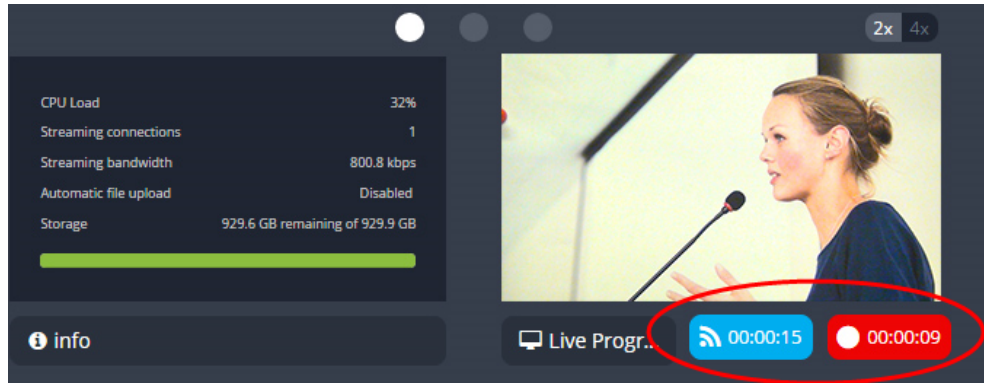 2x 4x
CPU Load 32%
Streaming connections 1
Streaming bandwidth 800.8 kbps
Automatic file upload Disabled
Storage 929.6 GB remaining of 929.9 GB
info
Live Progr... 00:00:15 00:00:09